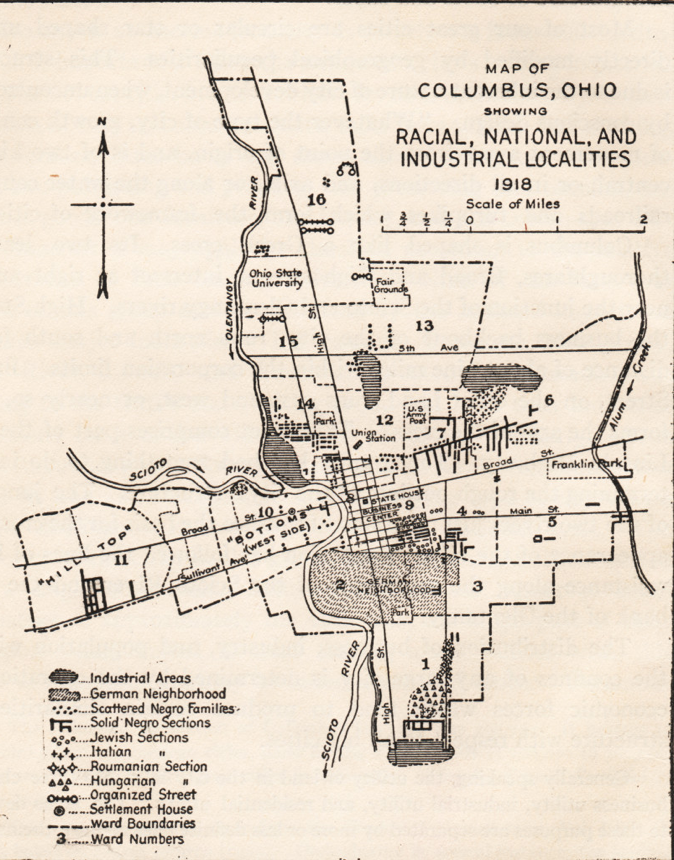 MAP OF
COLUMBUS, OHIO
SHOWING
RACIAL, NATIONAL, AND
INDUSTRIAL LOCALITIES
1918
Scale of Miles
3/4 1/2 1/4 0 1
N
RIVER
OLENTANGY
16
Ohio State
University
Fair
Grounds
High St.
13
15
5th Ave
Alum Creek
14
Park
12
U.S.
Army
Post
7
6
Union
Station
SCIOTO RIVER
Broad St.
Franklin Park
8
STATE HOUSE
BUSINESS
CENTER
9
4
Main St.
5
"HILL TOP"
Broad St.
10
"BOTTOMS"
(WEST SIDE)
11
Sullivant Ave.
2
GERMAN
NEIGHBORHOOD
3
Park
1
High St.
SCIOTO RIVER
Industrial Areas
German Neighborhood
Scattered Negro Families
Solid Negro Sections
Jewish Sections
Italian "
Roumanian Section
Hungarian "
Organized Street
Settlement House
Ward Boundaries
3 Ward Numbers